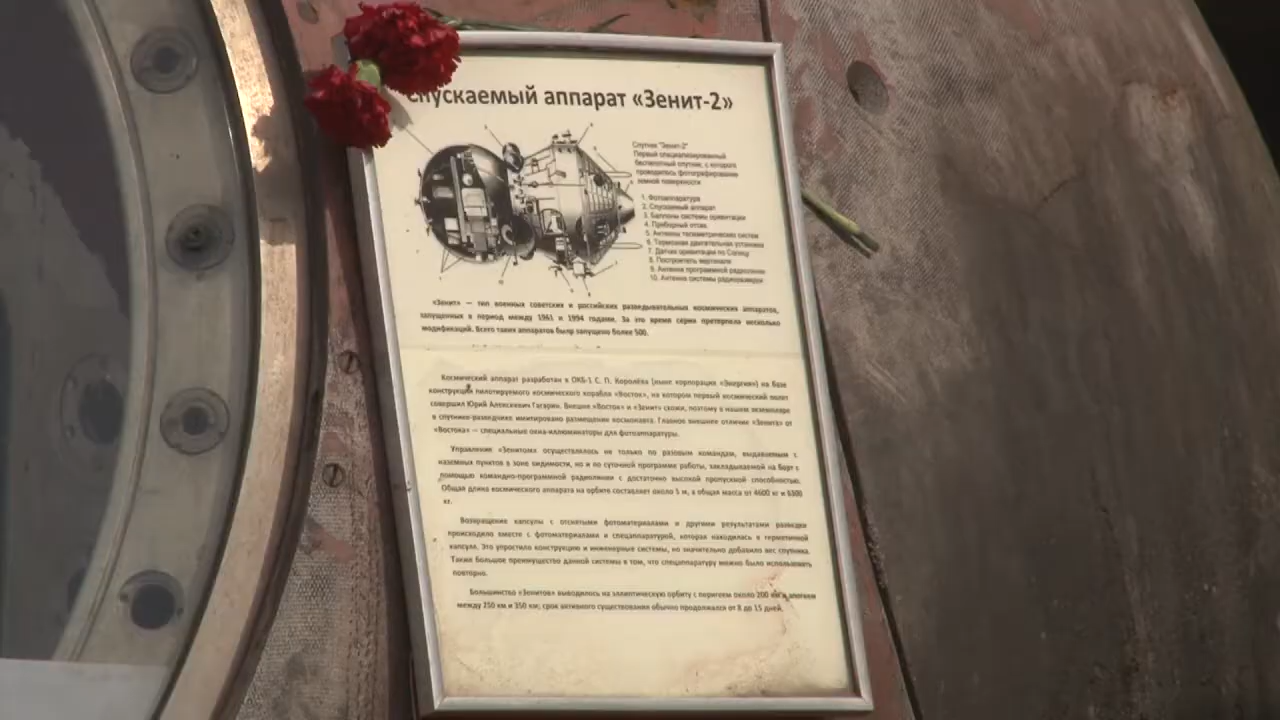 спускаемый аппарат «Зенит-2»
Спутник "Зенит-2"
Первый специализированный
беспилотный спутник, с которого
проводилось фотографирование
земной поверхности
1. Фотоаппаратура
2. Спускаемый аппарат
3. Баллоны системы ориентации
4. Приборный отсек
5. Антенны телеметрических систем
6. Тормозная двигательная установка
7. Датчик ориентации по Солнцу
8. Построитель вертикали
9. Антенна программной радиолинии
10. Антенна системы радиоразведки
«Зенит» — тип военных советских и российских разведывательных космических аппаратов,
запущенных в период между 1961 и 1994 годами. За это время серия претерпела несколько
модификаций. Всего таких аппаратов было запущено более 500.
Космический аппарат разработан в ОКБ-1 С. П. Королёва (ныне корпорация «Энергия») на базе
конструкции пилотируемого космического корабля «Восток», на котором первый космический полет
совершил Юрий Алексеевич Гагарин. Внешне «Восток» и «Зенит» схожи, поэтому в нашем экземпляре
в спутнике-разведчике имитировано размещение космонавта. Главное внешнее отличие «Зенита» от
«Востока» — специальные окна-иллюминаторы для фотоаппаратуры.
Управление «Зенитом» осуществлялось не только по разовым командам, выдаваемым с
наземных пунктов в зоне видимости, но и по суточной программе работы, закладываемой на борт с
помощью командно-программной радиолинии с достаточно высокой пропускной способностью.
Общая длина космического аппарата на орбите составляет около 5 м, а общая масса от 4600 кг и 6300
кг.
Возвращение капсулы с отснятыми фотоматериалами и другими результатами разведки
происходило вместе с фотоматериалами и спецаппаратурой, которая находилась в герметичной
капсуле. Это упростило конструкцию и инженерные системы, но значительно добавило вес спутника.
Также большое преимущество данной системы в том, что спецаппаратуру можно было использовать
повторно.
Большинство «Зенитов» выводилось на эллиптическую орбиту с перигеем около 200 км и апогеем
между 250 км и 350 км; срок активного существования обычно продолжался от 8 до 15 дней.